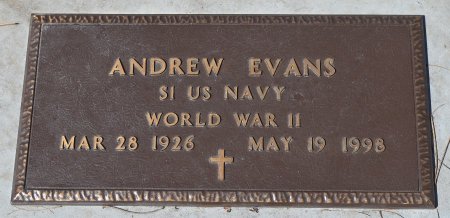 ANDREW EVANS
S1 US NAVY
WORLD WAR II
MAR 28 1926 MAY 19 1998